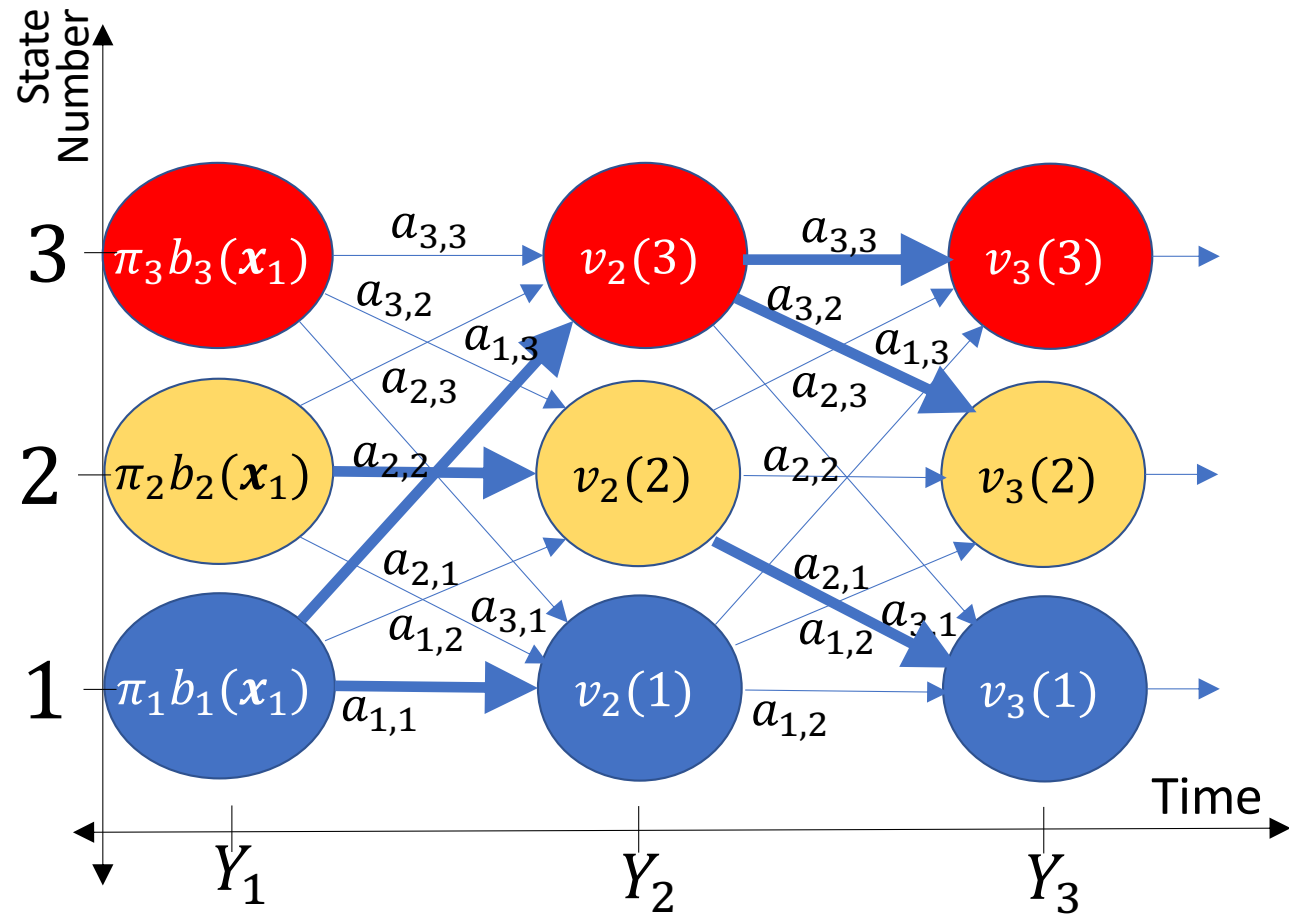 State
Number
3
π₃b₃(𝒙₁)
a₃,₃
v₂(3)
a₃,₃
v₃(3)
a₃,₂
a₃,₂
a₁,₃
a₁,₃
a₂,₃
a₂,₃
2
π₂b₂(𝒙₁)
a₂,₂
v₂(2)
a₂,₂
v₃(2)
a₂,₁
a₂,₁
a₃,₁
a₃,₁
a₁,₂
a₁,₂
1
π₁b₁(𝒙₁)
a₁,₁
v₂(1)
a₁,₂
v₃(1)
Time
Y₁
Y₂
Y₃